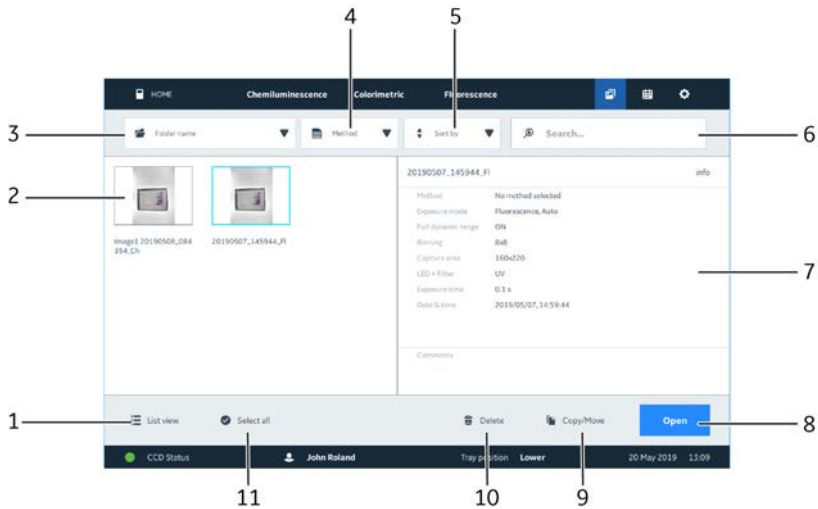 4
5
HOME Chemiluminescence Colorimetric Fluorescence
3
Folder name
Method
Sort by
Search...
6
2
20190507_145944_Fl
info
Method No method selected
Exposure mode Fluorescence, Auto
Full dynamic range ON
Binning 8x8
Capture area 160x220
LED + Filter UV
Exposure time 0.1 s
Date & time 2019/05/07, 14:59:44
7
Image1 20190508_084
354_Ch
20190507_145944_Fl
Comments
1
List view
Select all
Delete
Copy/Move
Open
8
CCD Status
John Roland
Tray position Lower
20 May 2019 13:09
11
10
9